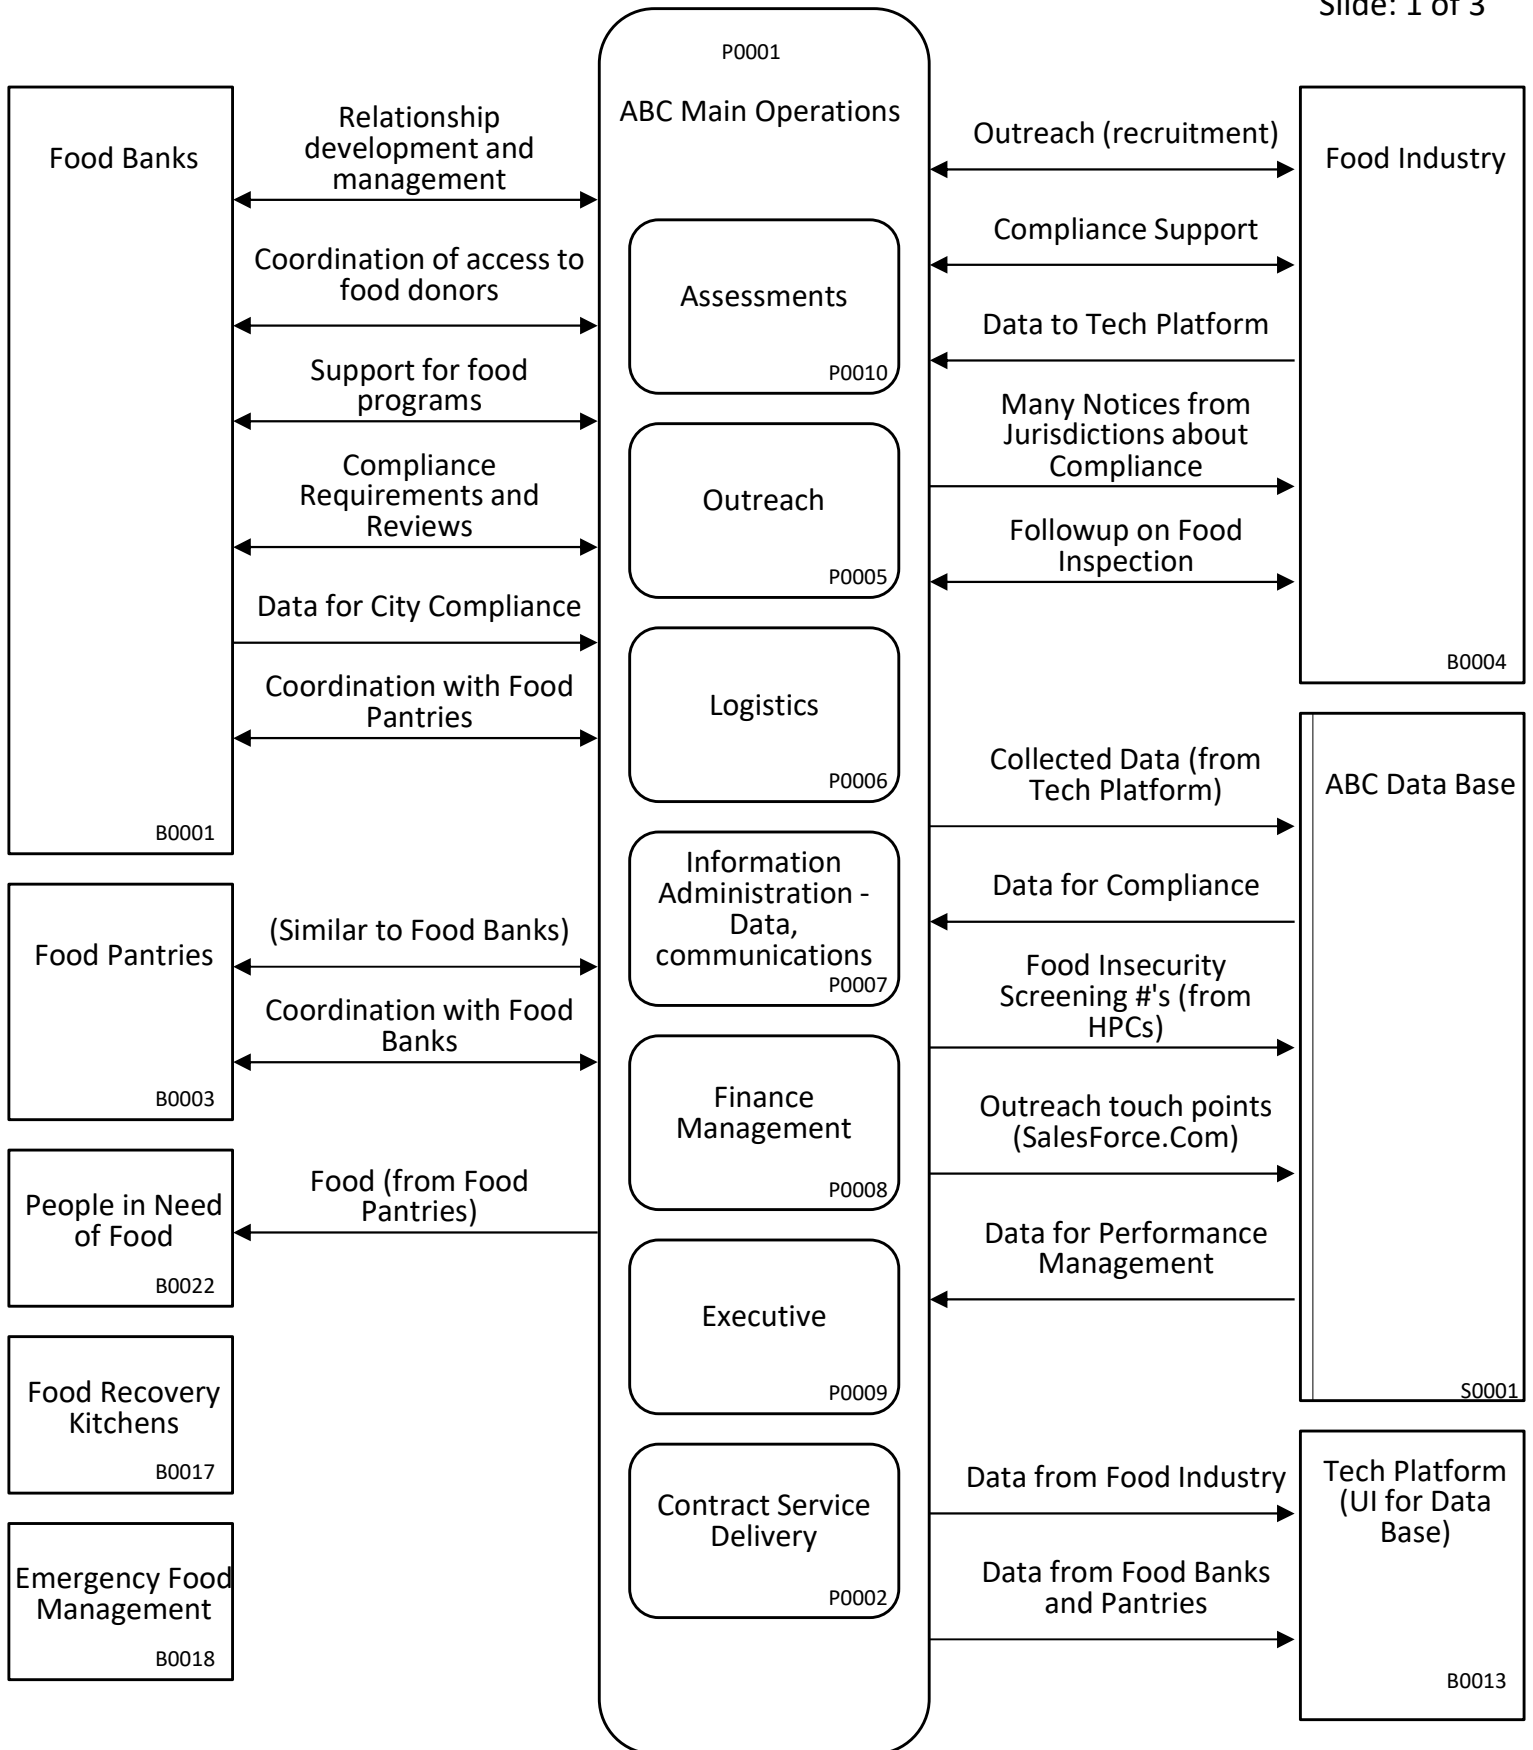 Slide: 1 of 3
P0001
ABC Main Operations
Food Banks
B0001
Relationship
development and
management
Coordination of access to
food donors
Support for food
programs
Compliance
Requirements and
Reviews
Data for City Compliance
Coordination with Food
Pantries
Food Pantries
B0003
(Similar to Food Banks)
Coordination with Food
Banks
People in Need
of Food
B0022
Food (from Food
Pantries)
Food Recovery
Kitchens
B0017
Emergency Food
Management
B0018
Assessments
P0010
Outreach
P0005
Logistics
P0006
Information
Administration -
Data,
communications
P0007
Finance
Management
P0008
Executive
P0009
Contract Service
Delivery
P0002
Outreach (recruitment)
Compliance Support
Data to Tech Platform
Many Notices from
Jurisdictions about
Compliance
Followup on Food
Inspection
Food Industry
B0004
Collected Data (from
Tech Platform)
Data for Compliance
Food Insecurity
Screening #'s (from
HPCs)
Outreach touch points
(SalesForce.Com)
Data for Performance
Management
ABC Data Base
S0001
Data from Food Industry
Data from Food Banks
and Pantries
Tech Platform
(UI for Data
Base)
B0013